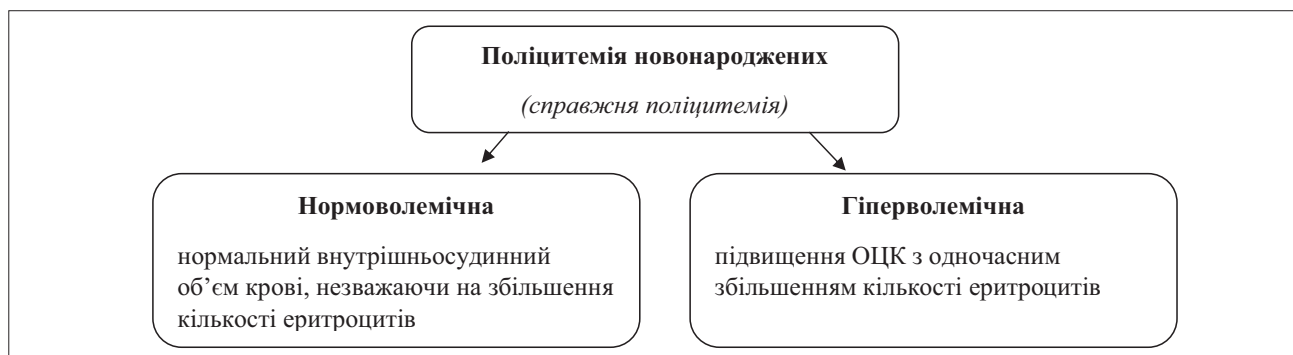 Поліцитемія новонароджених
(справжня поліцитемія)
Нормоволемічна
нормальний внутрішньосудинний
об’єм крові, незважаючи на збільшення
кількості еритроцитів
Гіперволемічна
підвищення ОЦК з одночасним
збільшенням кількості еритроцитів